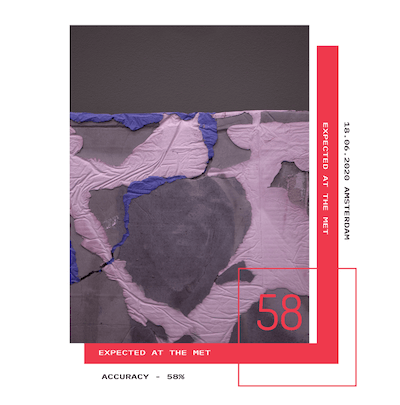 18.06.2020 AMSTERDAM
EXPECTED AT THE MET
58
EXPECTED AT THE MET
ACCURACY - 58%